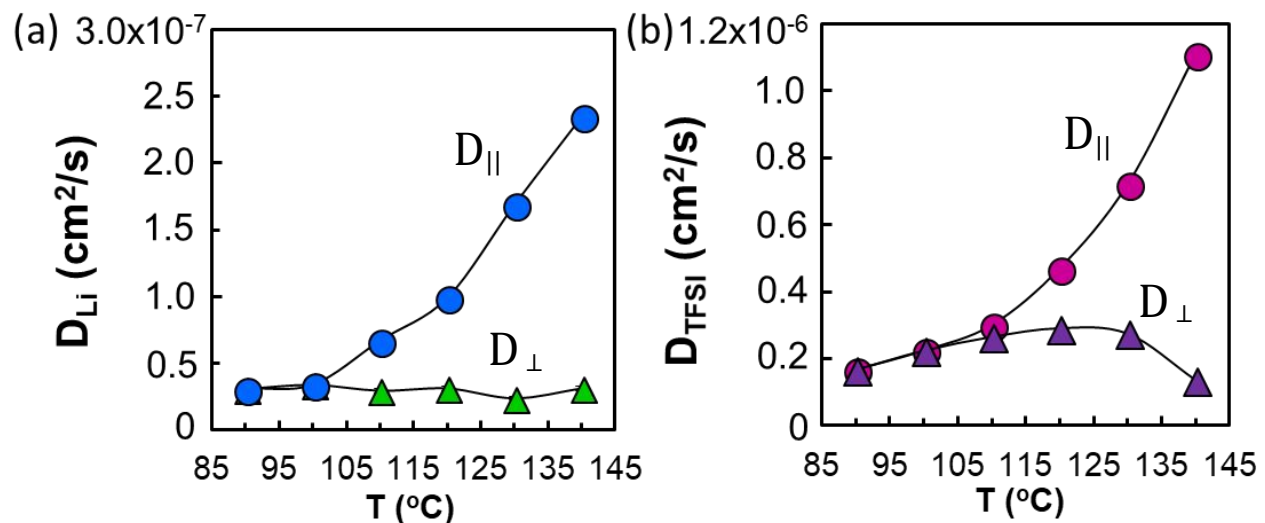 (a)
3.0x10⁻⁷
2.5
2.0
1.5
1.0
0.5
0
D_Li (cm²/s)
D_||
D_⊥
85 95 105 115 125 135 145
T (ºC)
(b)
1.2x10⁻⁶
1.0
0.8
0.6
0.4
0.2
0
D_TFSI (cm²/s)
D_||
D_⊥
85 95 105 115 125 135 145
T (ºC)